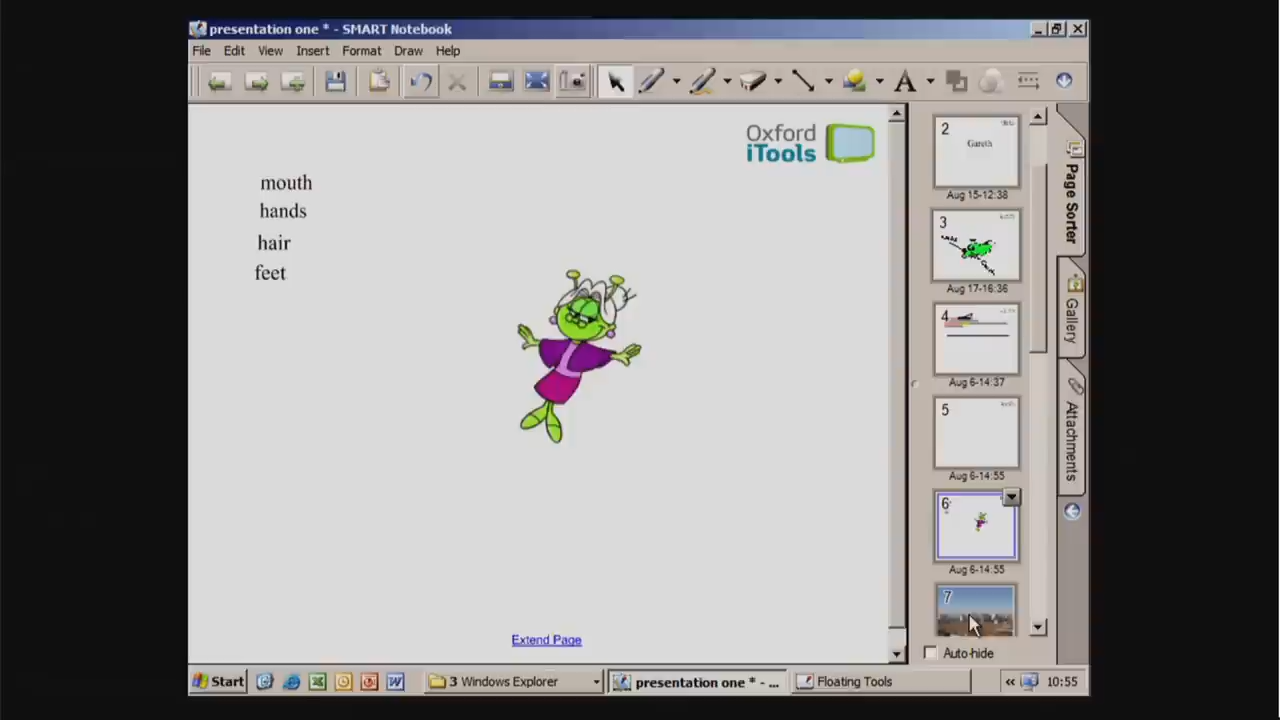 presentation one * - SMART Notebook
File Edit View Insert Format Draw Help
Oxford
iTools
mouth
hands
hair
feet
Extend Page
2
Gareth
Aug 15-12:38
3
Aug 17-16:36
4
Aug 6-14:37
5
Aug 6-14:55
6
Aug 6-14:55
7
Auto-hide
Page Sorter
Gallery
Attachments
Start
3 Windows Explorer
presentation one * - ...
Floating Tools
10:55